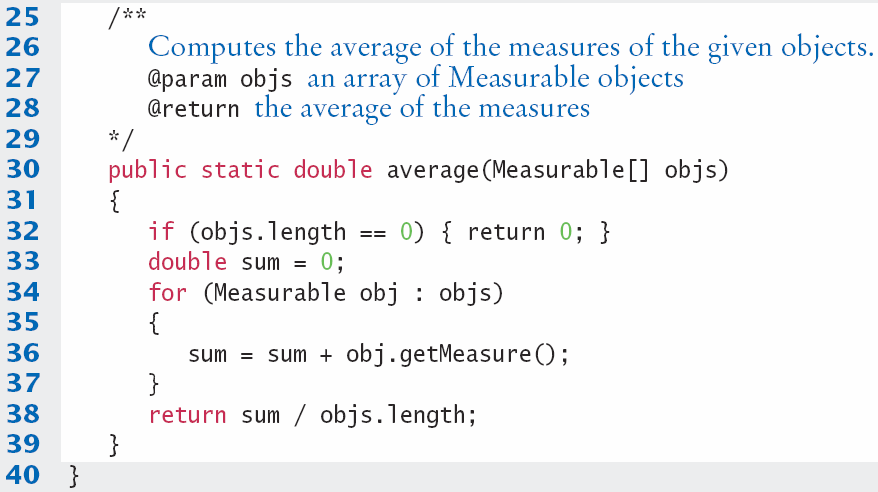 25 /**
26 Computes the average of the measures of the given objects.
27 @param objs an array of Measurable objects
28 @return the average of the measures
29 */
30 public static double average(Measurable[] objs)
31 {
32 if (objs.length == 0) { return 0; }
33 double sum = 0;
34 for (Measurable obj : objs)
35 {
36 sum = sum + obj.getMeasure();
37 }
38 return sum / objs.length;
39 }
40 }